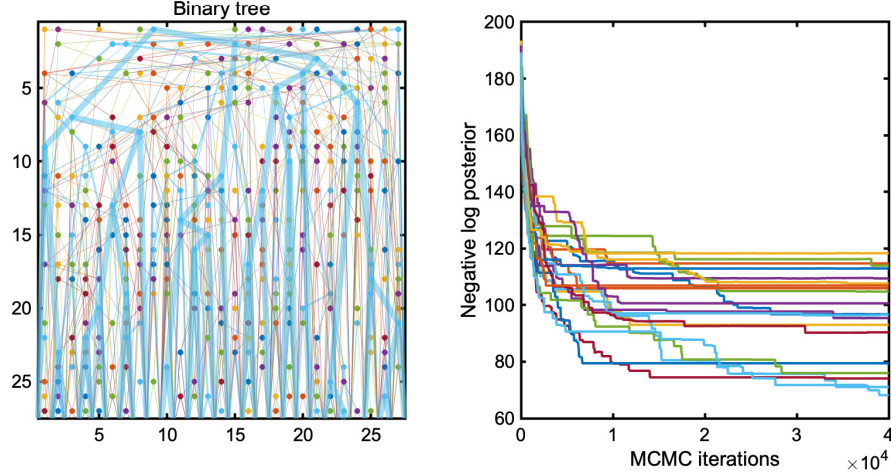 Binary tree
5
10
15
20
25
5 10 15 20 25
Negative log posterior
200
180
160
140
120
100
80
60
0 1 2 3 4
MCMC iterations
×10⁴